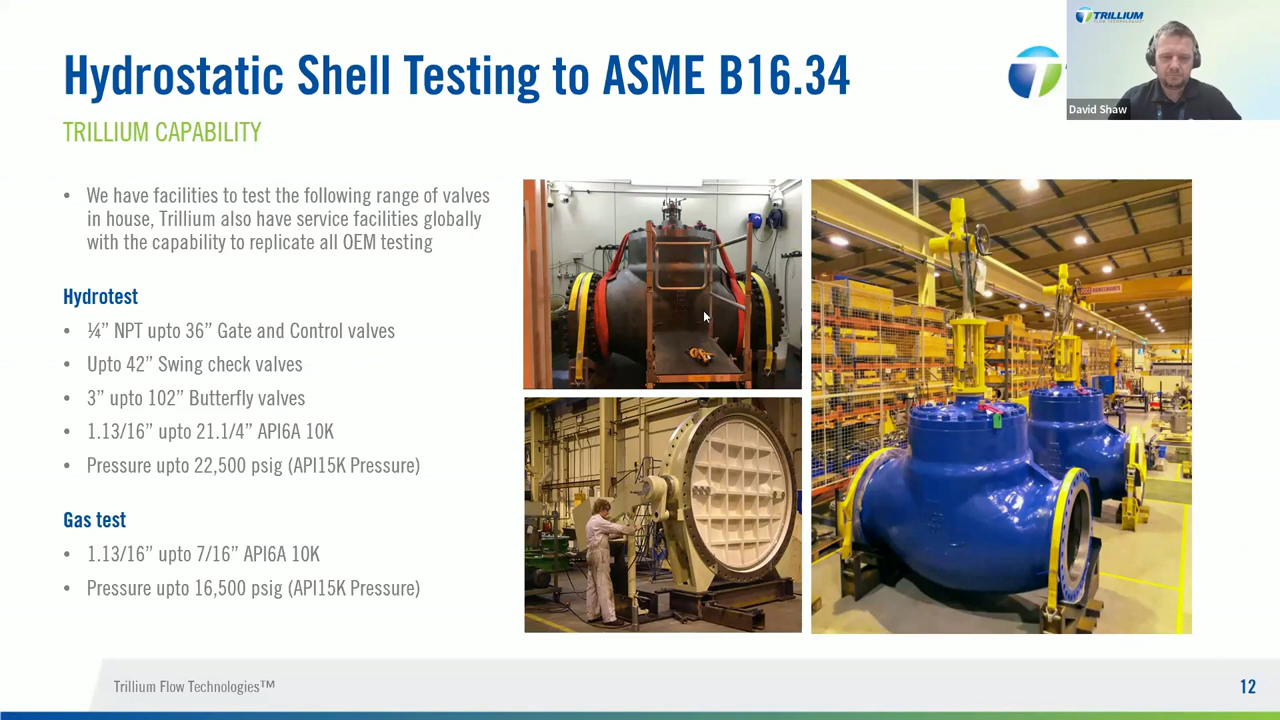 TRILLIUM
FLOW TECHNOLOGIES
David Shaw
Hydrostatic Shell Testing to ASME B16.34
TRILLIUM CAPABILITY
• We have facilities to test the following range of valves
in house, Trillium also have service facilities globally
with the capability to replicate all OEM testing
Hydrotest
• ¼” NPT upto 36” Gate and Control valves
• Upto 42” Swing check valves
• 3” upto 102” Butterfly valves
• 1.13/16” upto 21.1/4” API6A 10K
• Pressure upto 22,500 psig (API15K Pressure)
Gas test
• 1.13/16” upto 7/16” API6A 10K
• Pressure upto 16,500 psig (API15K Pressure)
Trillium Flow Technologies™
12